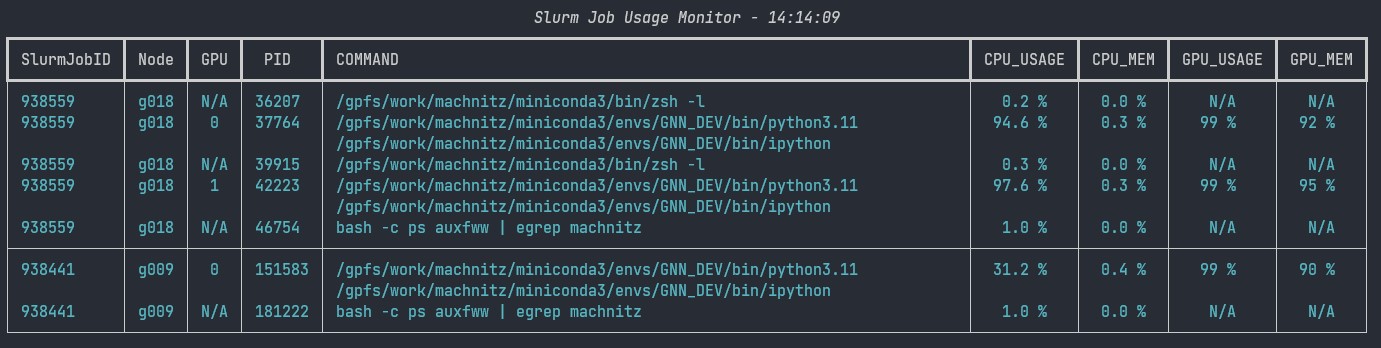 Slurm Job Usage Monitor - 14:14:09
SlurmJobID Node GPU PID COMMAND CPU_USAGE CPU_MEM GPU_USAGE GPU_MEM
938559 g018 N/A 36207 /gpfs/work/machnitz/miniconda3/bin/zsh -l 0.2 % 0.0 % N/A N/A
938559 g018 0 37764 /gpfs/work/machnitz/miniconda3/envs/GNN_DEV/bin/python3.11 94.6 % 0.3 % 99 % 92 %
/gpfs/work/machnitz/miniconda3/envs/GNN_DEV/bin/ipython
938559 g018 N/A 39915 /gpfs/work/machnitz/miniconda3/bin/zsh -l 0.3 % 0.0 % N/A N/A
938559 g018 1 42223 /gpfs/work/machnitz/miniconda3/envs/GNN_DEV/bin/python3.11 97.6 % 0.3 % 99 % 95 %
/gpfs/work/machnitz/miniconda3/envs/GNN_DEV/bin/ipython
938559 g018 N/A 46754 bash -c ps auxfww | egrep machnitz 1.0 % 0.0 % N/A N/A
938441 g009 0 151583 /gpfs/work/machnitz/miniconda3/envs/GNN_DEV/bin/python3.11 31.2 % 0.4 % 99 % 90 %
/gpfs/work/machnitz/miniconda3/envs/GNN_DEV/bin/ipython
938441 g009 N/A 181222 bash -c ps auxfww | egrep machnitz 1.0 % 0.0 % N/A N/A